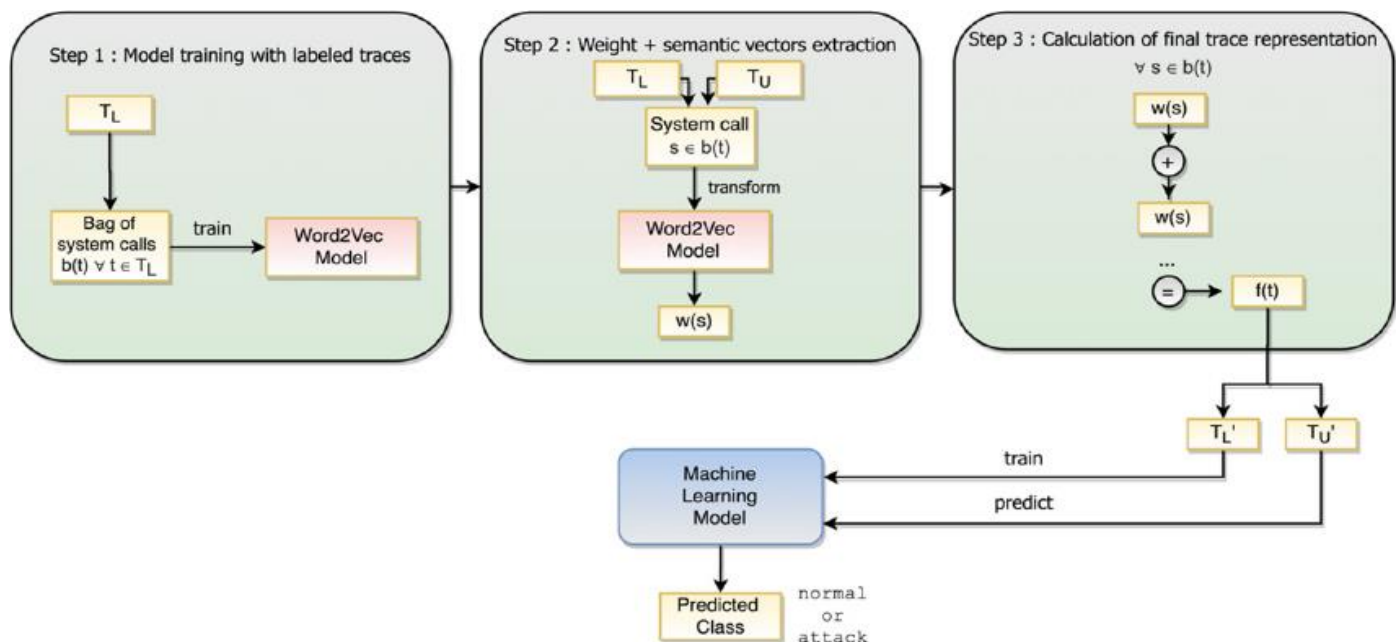 Step 1 : Model training with labeled traces
T_L
Bag of
system calls
b(t) ∀ t ∈ T_L
train
Word2Vec
Model
Step 2 : Weight + semantic vectors extraction
T_L
T_U
System call
s ∈ b(t)
transform
Word2Vec
Model
w(s)
Step 3 : Calculation of final trace representation
∀ s ∈ b(t)
w(s)
+
w(s)
...
=
f(t)
T_L'
T_U'
train
predict
Machine
Learning
Model
Predicted
Class
normal
or
attack